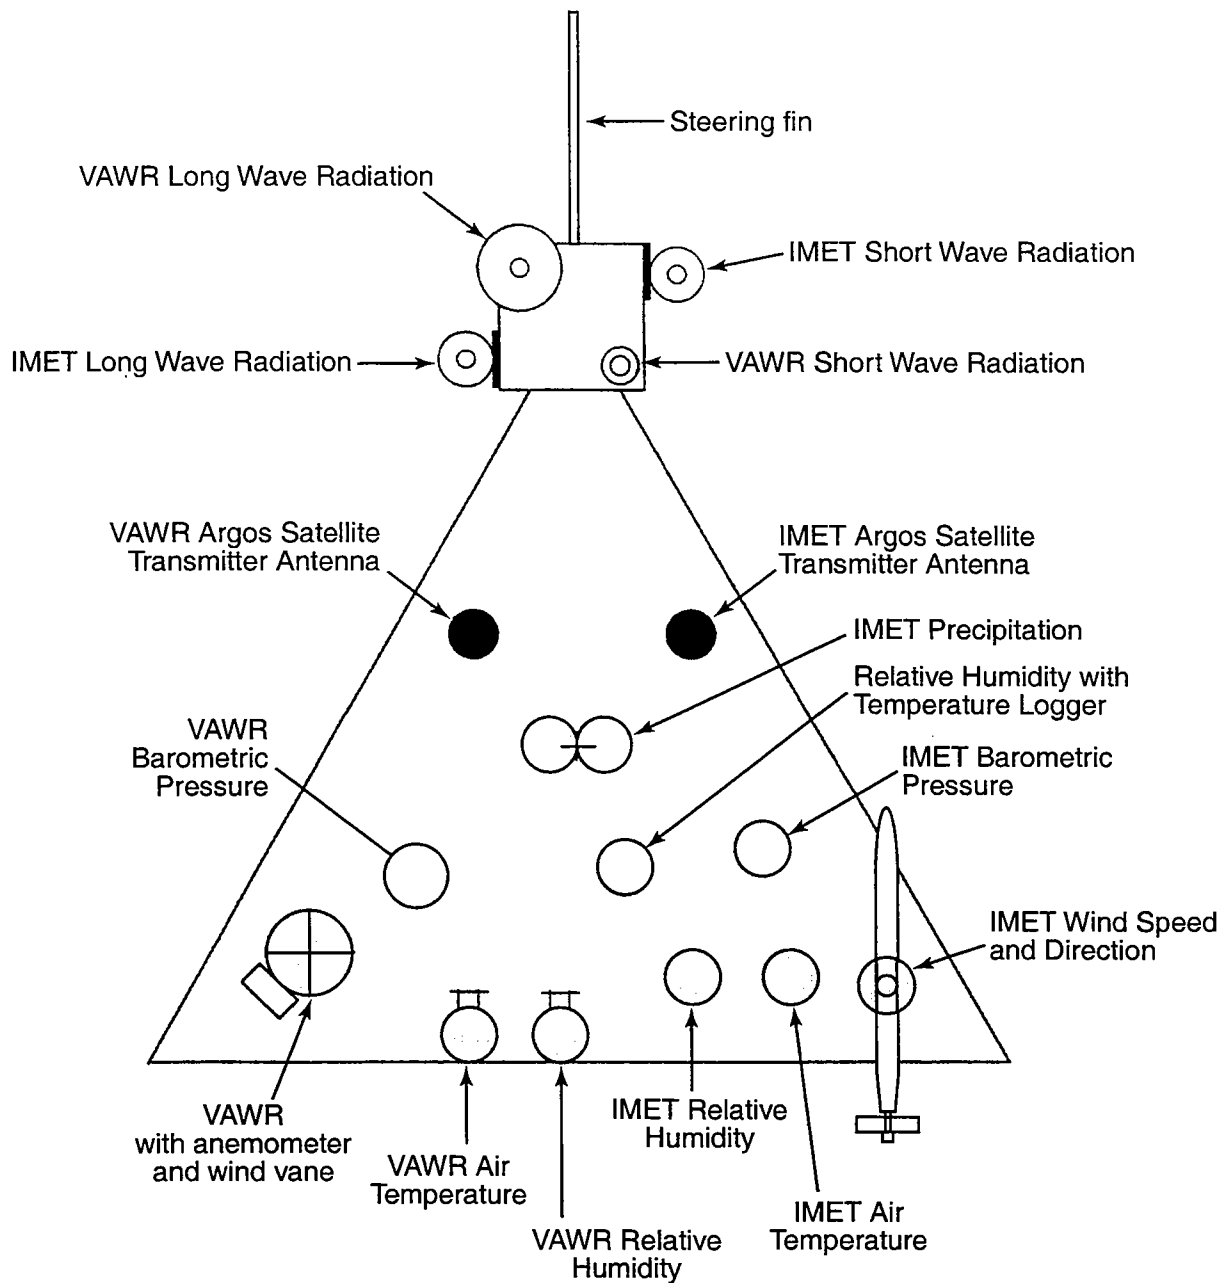 Steering fin
VAWR Long Wave Radiation
IMET Short Wave Radiation
IMET Long Wave Radiation
VAWR Short Wave Radiation
VAWR Argos Satellite
Transmitter Antenna
IMET Argos Satellite
Transmitter Antenna
IMET Precipitation
Relative Humidity with
Temperature Logger
VAWR
Barometric
Pressure
IMET Barometric
Pressure
IMET Wind Speed
and Direction
VAWR
with anemometer
and wind vane
VAWR Air
Temperature
VAWR Relative
Humidity
IMET Relative
Humidity
IMET Air
Temperature